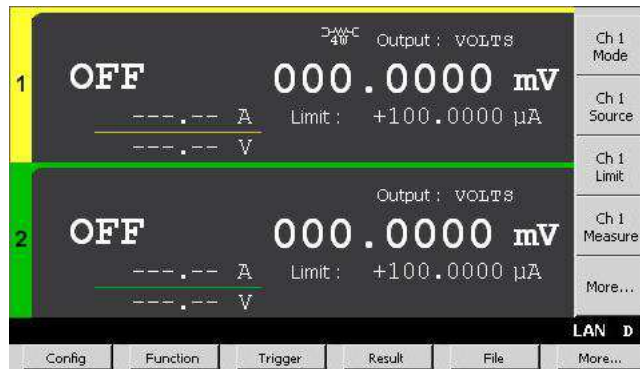 4W Output : VOLTS
1 OFF 000.0000 mV
---.-- A Limit : +100.0000 µA
---.-- V
Output : VOLTS
2 OFF 000.0000 mV
---.-- A Limit : +100.0000 µA
---.-- V
Ch 1
Mode
Ch 1
Source
Ch 1
Limit
Ch 1
Measure
More...
LAN D
Config Function Trigger Result File More...